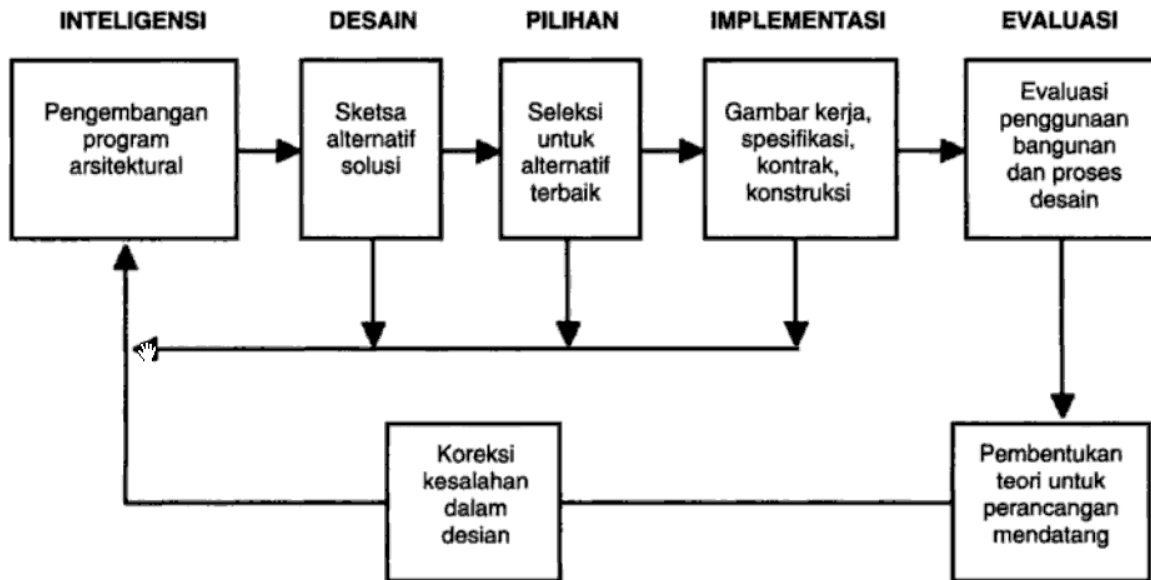 INTELIGENSI
DESAIN
PILIHAN
IMPLEMENTASI
EVALUASI
Pengembangan
program
arsitektural
Sketsa
alternatif
solusi
Seleksi
untuk
alternatif
terbaik
Gambar kerja,
spesifikasi,
kontrak,
konstruksi
Evaluasi
penggunaan
bangunan
dan proses
desain
Koreksi
kesalahan
dalam
desian
Pembentukan
teori untuk
perancangan
mendatang